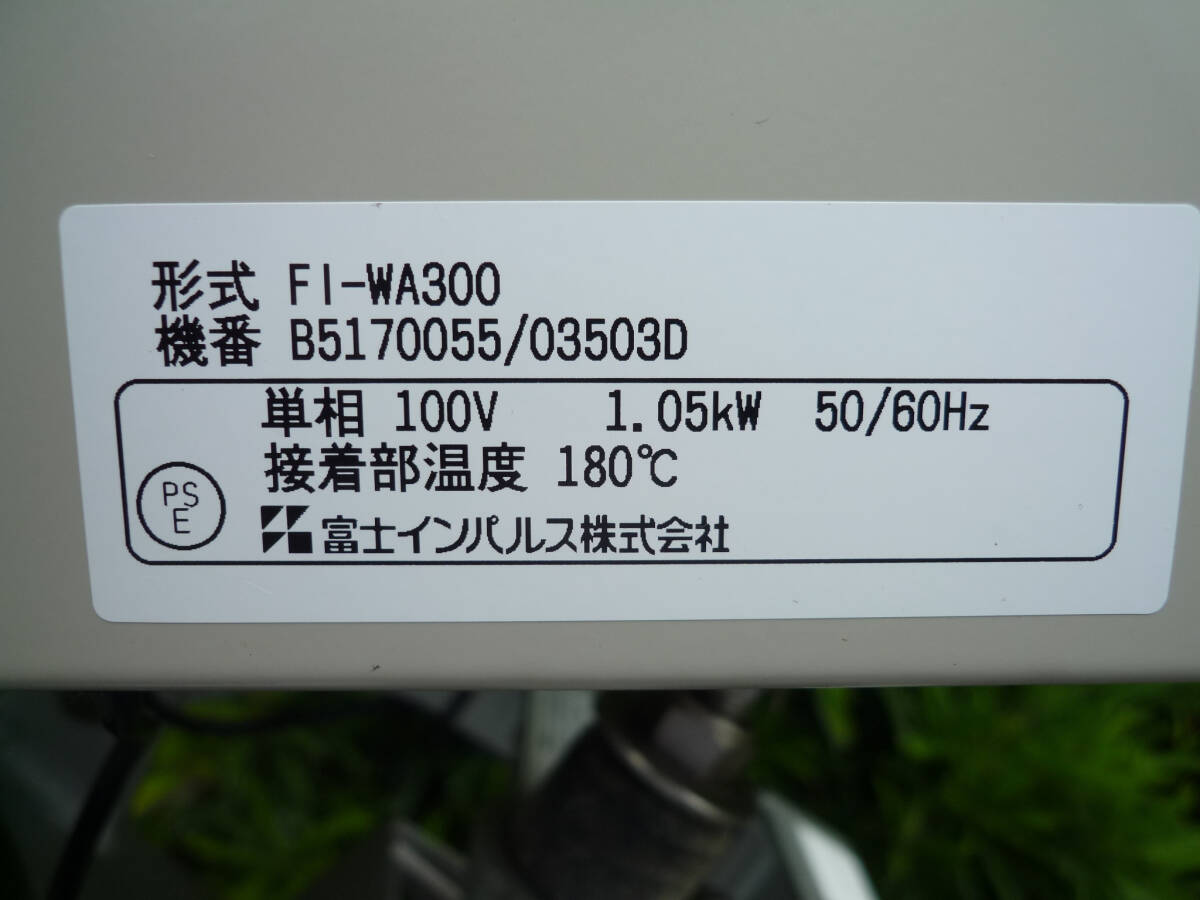 形式 FI-WA300
機番 B5170055/03503D
単相 100V 1.05kW 50/60Hz
接着部温度 180℃
PS
E
富士インパルス株式会社